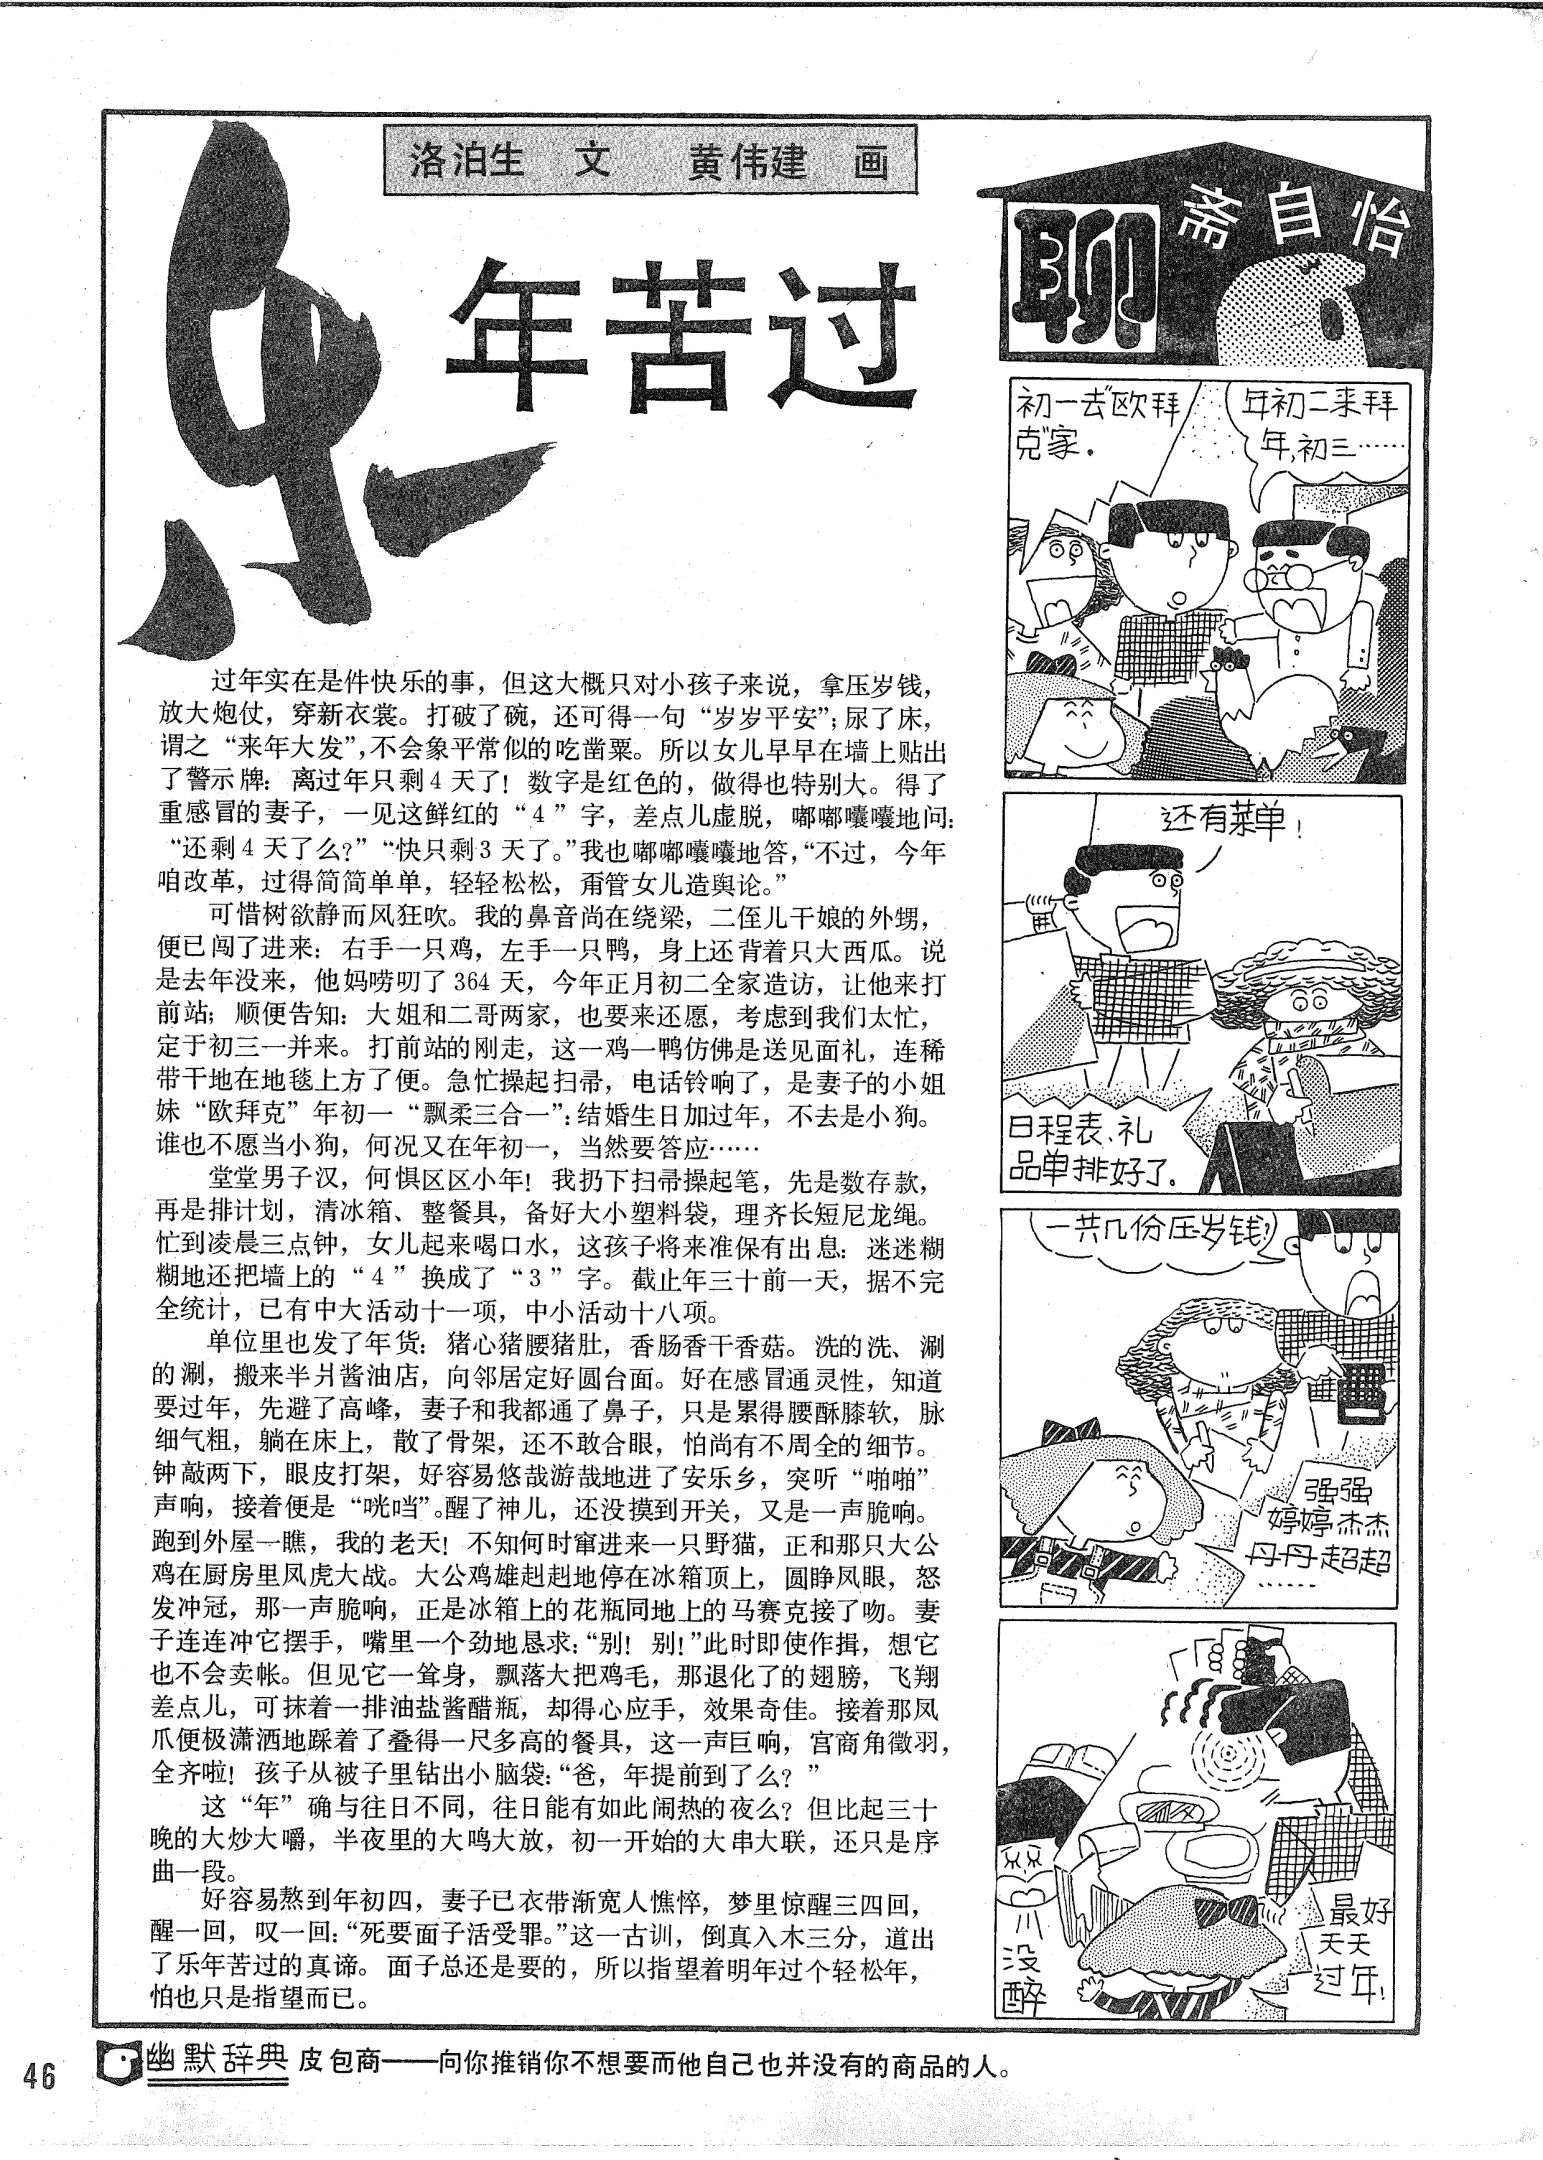 洛泊生 文 黄伟建 画
乐年苦过
聊斋自怡
过年实在是件快乐的事，但这大概只对小孩子来说，拿压岁钱，
放大炮仗，穿新衣裳。打破了碗，还可得一句“岁岁平安”；尿了床，
谓之“来年大发”，不会象平常似的吃凿粟。所以女儿早早在墙上贴出
了警示牌：离过年只剩4天了！数字是红色的，做得也特别大。得了
重感冒的妻子，一见这鲜红的“4”字，差点儿虚脱，嘟嘟囔囔地问：
“还剩4天了么？”“快只剩3天了。”我也嘟嘟囔囔地答，“不过，今年
咱改革，过得简简单单，轻轻松松，甭管女儿造舆论。”
可惜树欲静而风狂吹。我的鼻音尚在绕梁，二侄儿干娘的外甥，
便已闯了进来：右手一只鸡，左手一只鸭，身上还背着只大西瓜。说
是去年没来，他妈唠叨了364天，今年正月初二全家造访，让他来打
前站；顺便告知：大姐和二哥两家，也要来还愿，考虑到我们太忙，
定于初三一并来。打前站的刚走，这一鸡一鸭仿佛是送见面礼，连稀
带干地在地毯上方了便。急忙操起扫帚，电话铃响了，是妻子的小姐
妹“欧拜克”年初一“飘柔三合一”：结婚生日加过年，不去是小狗。
谁也不愿当小狗，何况又在年初一，当然要答应……
堂堂男子汉，何惧区区小年！我扔下扫帚操起笔，先是数存款，
再是排计划，清冰箱、整餐具，备好大小塑料袋，理齐长短尼龙绳。
忙到凌晨三点钟，女儿起来喝口水，这孩子将来准保有出息：迷迷糊
糊地还把墙上的“4”换成了“3”字。截止年三十前一天，据不完
全统计，已有中大活动十一项，中小活动十八项。
单位里也发了年货：猪心猪腰猪肚，香肠香干香菇。洗的洗、涮
的涮，搬来半爿酱油店，向邻居定好圆台面。好在感冒通灵性，知道
要过年，先避了高峰，妻子和我都通了鼻子，只是累得腰酥膝软，脉
细气粗，躺在床上，散了骨架，还不敢合眼，怕尚有不周全的细节。
钟敲两下，眼皮打架，好容易悠哉游哉地进了安乐乡，突听“啪啪”
声响，接着便是“咣当”。醒了神儿，还没摸到开关，又是一声脆响。
跑到外屋一瞧，我的老天！不知何时窜进来一只野猫，正和那只大公
鸡在厨房里凤虎大战。大公鸡雄赳赳地停在冰箱顶上，圆睁凤眼，怒
发冲冠，那一声脆响，正是冰箱上的花瓶同地上的马赛克接了吻。妻
子连连冲它摆手，嘴里一个劲地恳求：“别！别！”此时即使作揖，想它
也不会卖帐。但见它一耸身，飘落大把鸡毛，那退化了的翅膀，飞翔
差点儿，可抹着一排油盐酱醋瓶，却得心应手，效果奇佳。接着那凤
爪便极潇洒地踩着了叠得一尺多高的餐具，这一声巨响，宫商角徵羽，
全齐啦！孩子从被子里钻出小脑袋：“爸，年提前到了么？”
这“年”确与往日不同，往日能有如此闹热的夜么？但比起三十
晚的大炒大嚼，半夜里的大鸣大放，初一开始的大串大联，还只是序
曲一段。
好容易熬到年初四，妻子已衣带渐宽人憔悴，梦里惊醒三四回，
醒一回，叹一回：“死要面子活受罪。”这一古训，倒真入木三分，道出
了乐年苦过的真谛。面子总还是要的，所以指望着明年过个轻松年，
怕也只是指望而已。
初一去“欧拜
克”家．
年初二来拜
年，初三……
还有菜单！
日程表、礼
品单排好了．
一共几份压岁钱？
强强
婷婷 杰杰
丹丹 超超
……
没
醉
最好
天天
过年！
幽默辞典 皮包商——向你推销你不想要而他自己也并没有的商品的人。
46